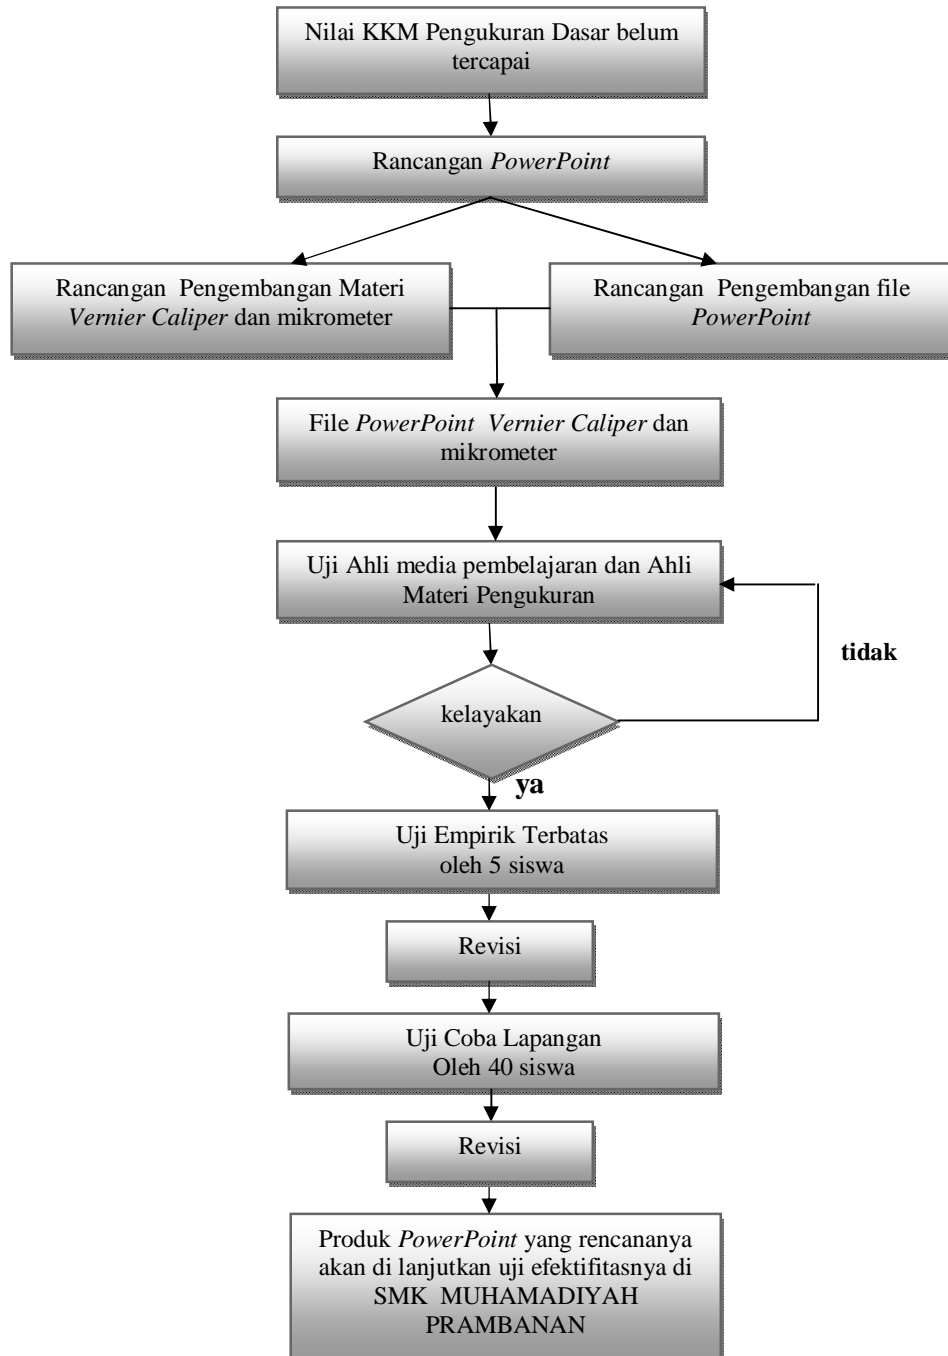 Nilai KKM Pengukuran Dasar belum
tercapai
Rancangan PowerPoint
Rancangan Pengembangan Materi
Vernier Caliper dan mikrometer
Rancangan Pengembangan file
PowerPoint
File PowerPoint Vernier Caliper dan
mikrometer
Uji Ahli media pembelajaran dan Ahli
Materi Pengukuran
tidak
kelayakan
ya
Uji Empirik Terbatas
oleh 5 siswa
Revisi
Uji Coba Lapangan
Oleh 40 siswa
Revisi
Produk PowerPoint yang rencananya
akan di lanjutkan uji efektifitasnya di
SMK MUHAMADIYAH
PRAMBANAN